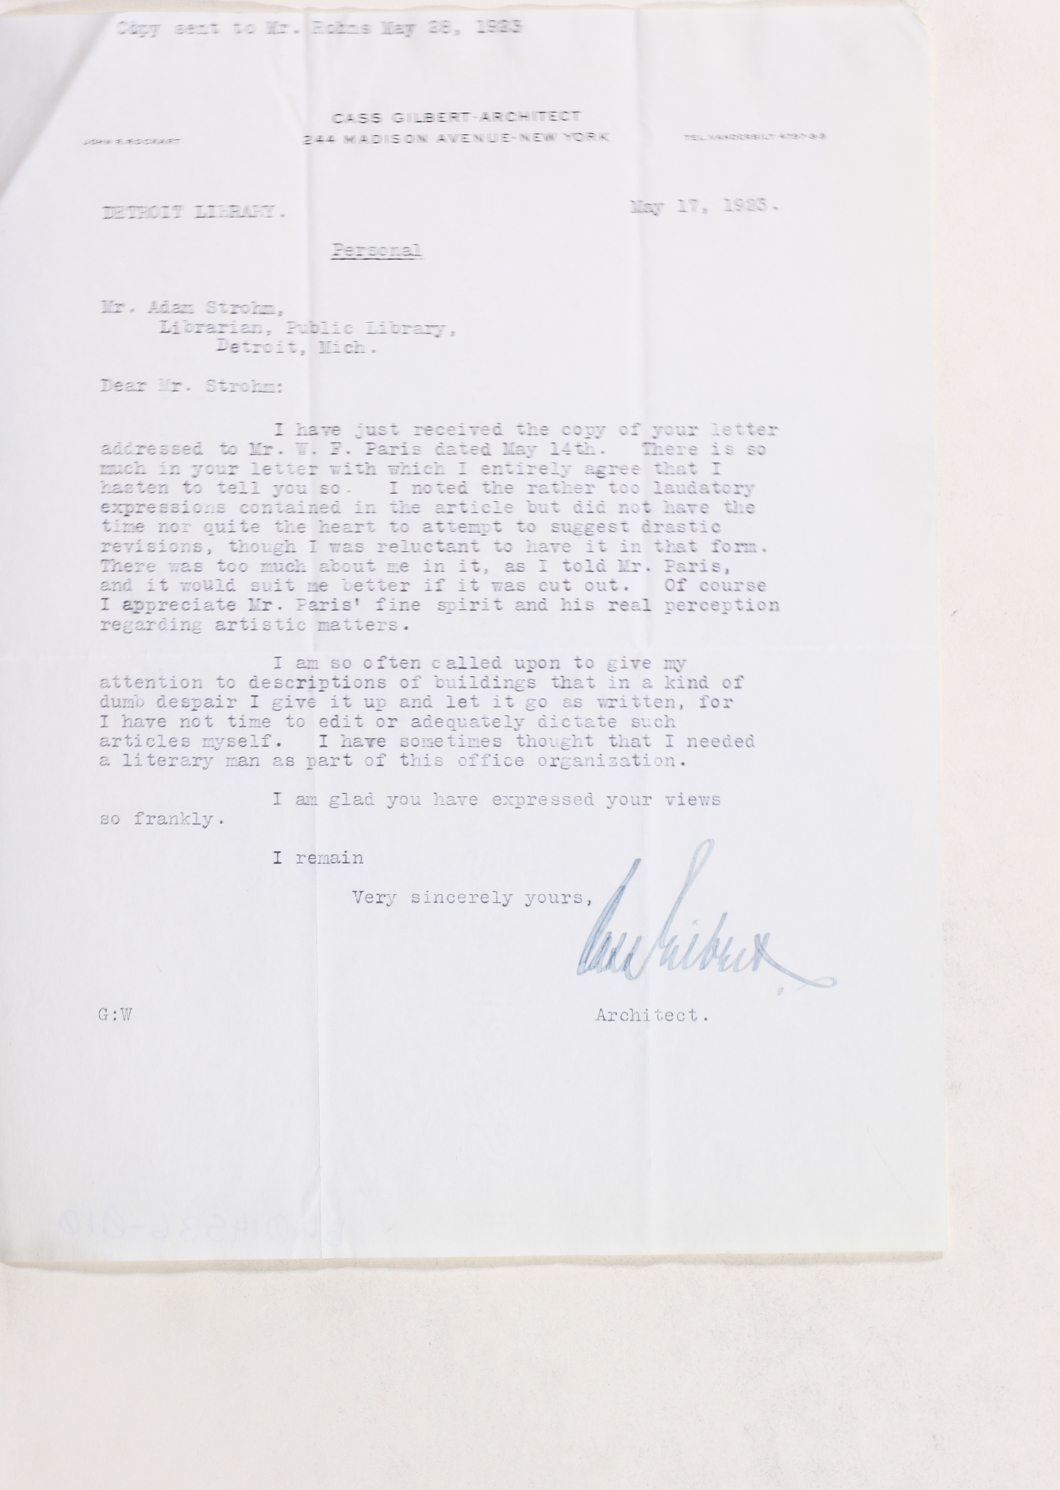 Copy sent to Mr. Rohns May 28, 1923
CASS GILBERT-ARCHITECT
JOHN R. ROCKART 244 MADISON AVENUE-NEW YORK TEL. VANDERBILT 4787-8-9
DETROIT LIBRARY. May 17, 1923.
Personal
Mr. Adam Strohm,
Librarian, Public Library,
Detroit, Mich.
Dear Mr. Strohm:
I have just received the copy of your letter
addressed to Mr. W. F. Paris dated May 14th. There is so
much in your letter with which I entirely agree that I
hasten to tell you so. I noted the rather too laudatory
expressions contained in the article but did not have the
time nor quite the heart to attempt to suggest drastic
revisions, though I was reluctant to have it in that form.
There was too much about me in it, as I told Mr. Paris,
and it would suit me better if it was cut out. Of course
I appreciate Mr. Paris' fine spirit and his real perception
regarding artistic matters.
I am so often called upon to give my
attention to descriptions of buildings that in a kind of
dumb despair I give it up and let it go as written, for
I have not time to edit or adequately dictate such
articles myself. I have sometimes thought that I needed
a literary man as part of this office organization.
I am glad you have expressed your views
so frankly.
I remain
Very sincerely yours,
Cass Gilbert
G:W Architect.